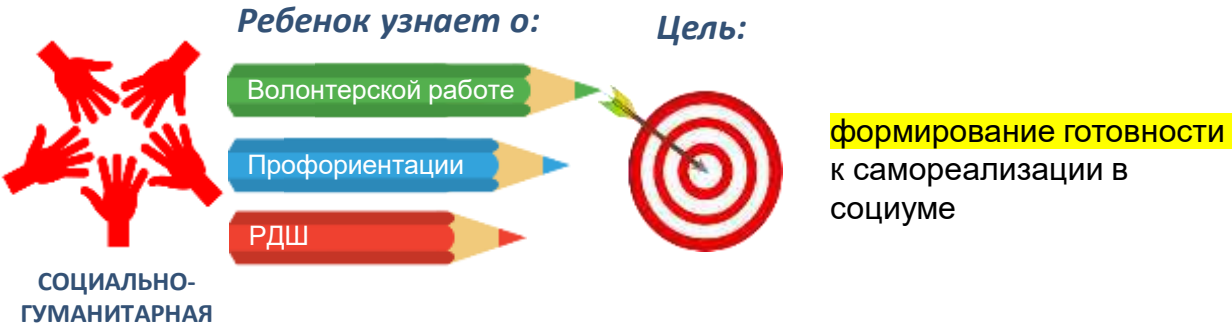 Ребенок узнает о:
Цель:
Волонтерской работе
Профориентации
РДШ
формирование готовности
к самореализации в
социуме
СОЦИАЛЬНО-
ГУМАНИТАРНАЯ